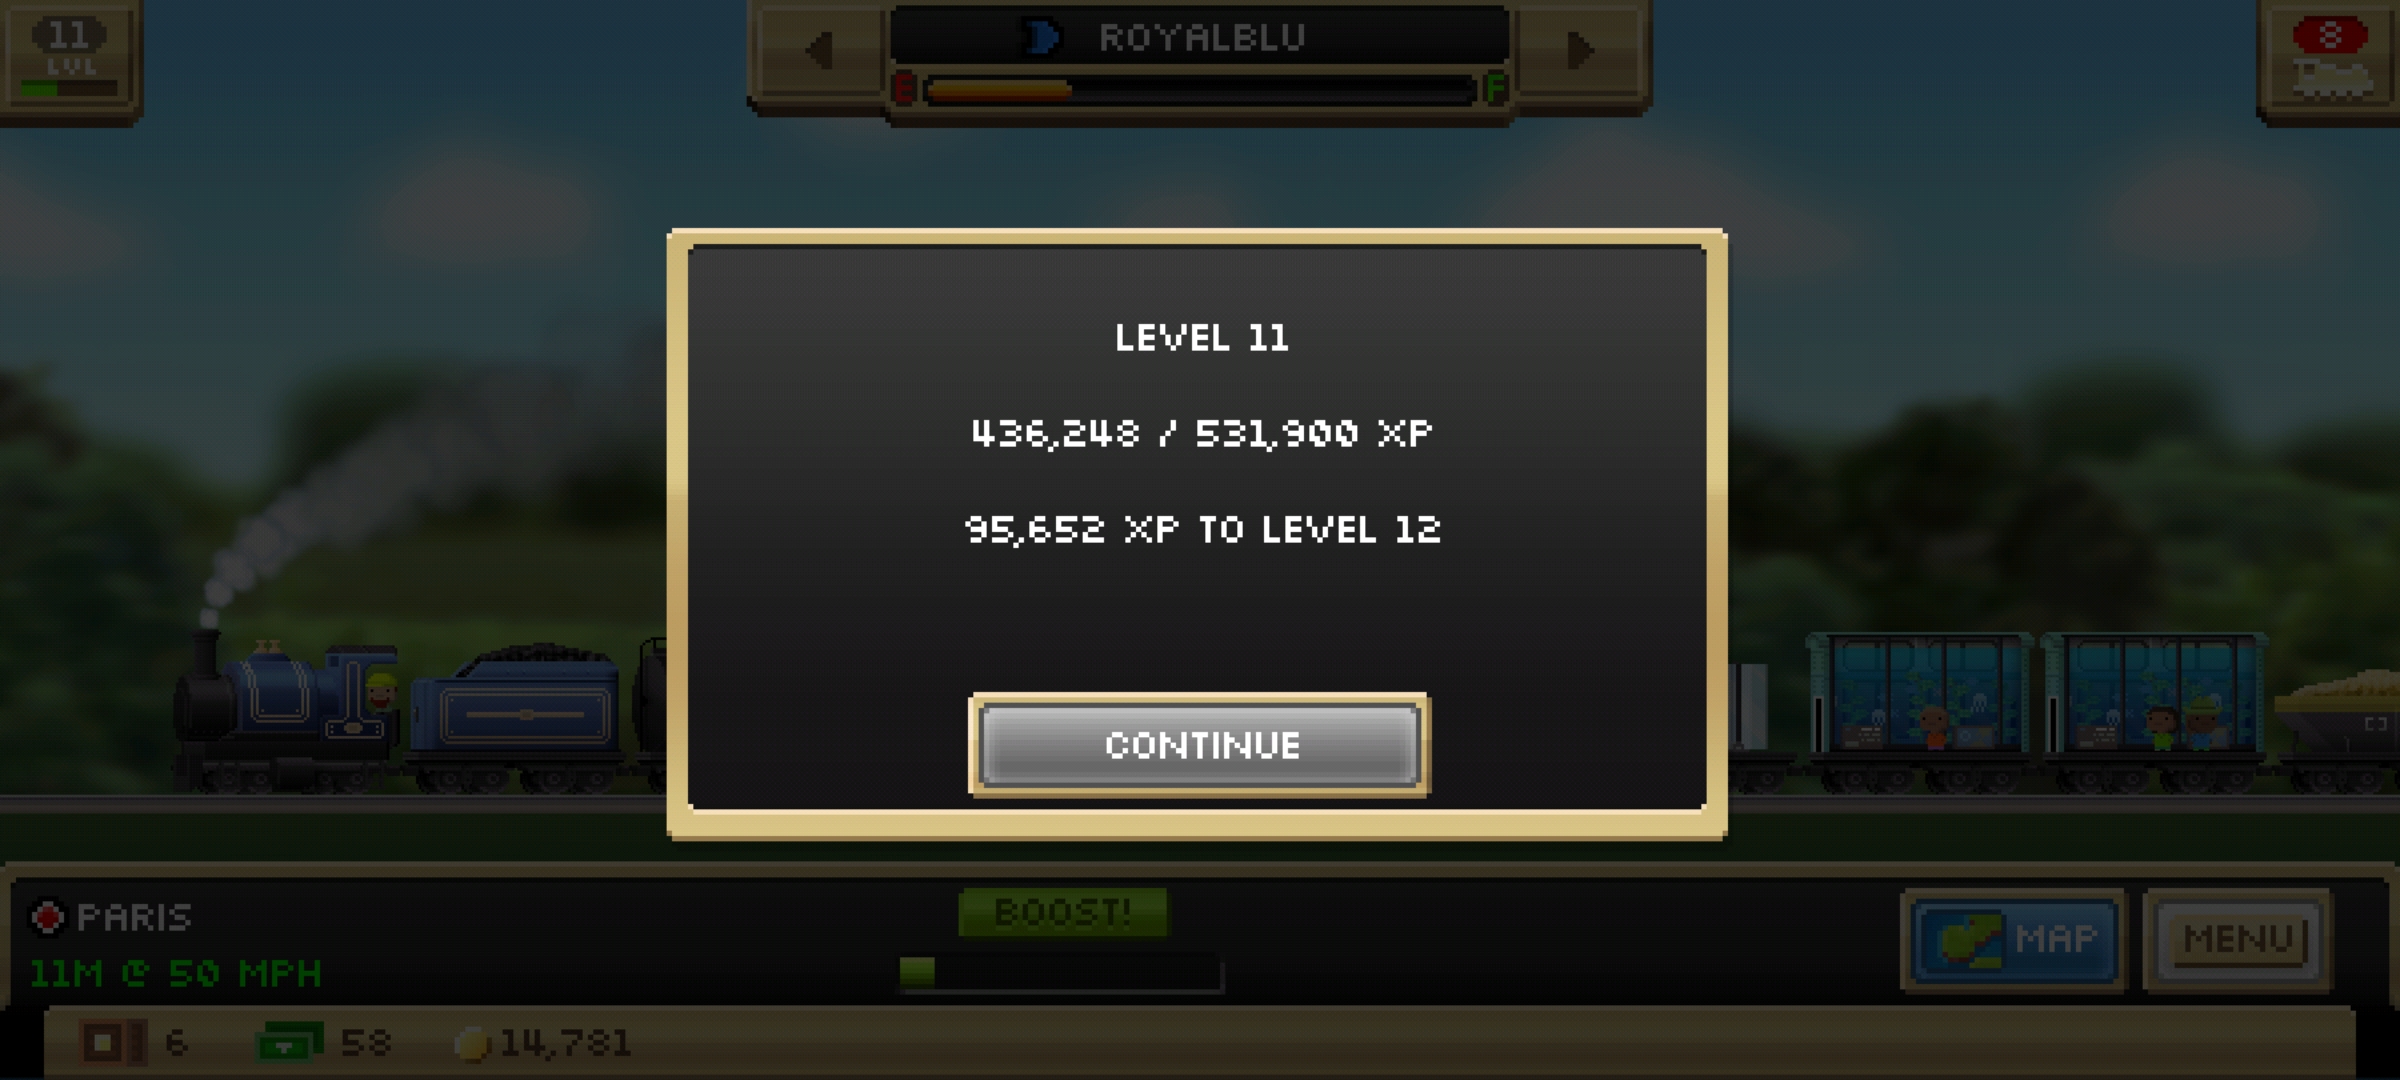 11
LVL
ROYALBLU
E F
8
LEVEL 11
436,248 / 531,900 XP
95,652 XP TO LEVEL 12
CONTINUE
PARIS
11M @ 50 MPH
BOOST!
MAP
MENU
6
58
14,781